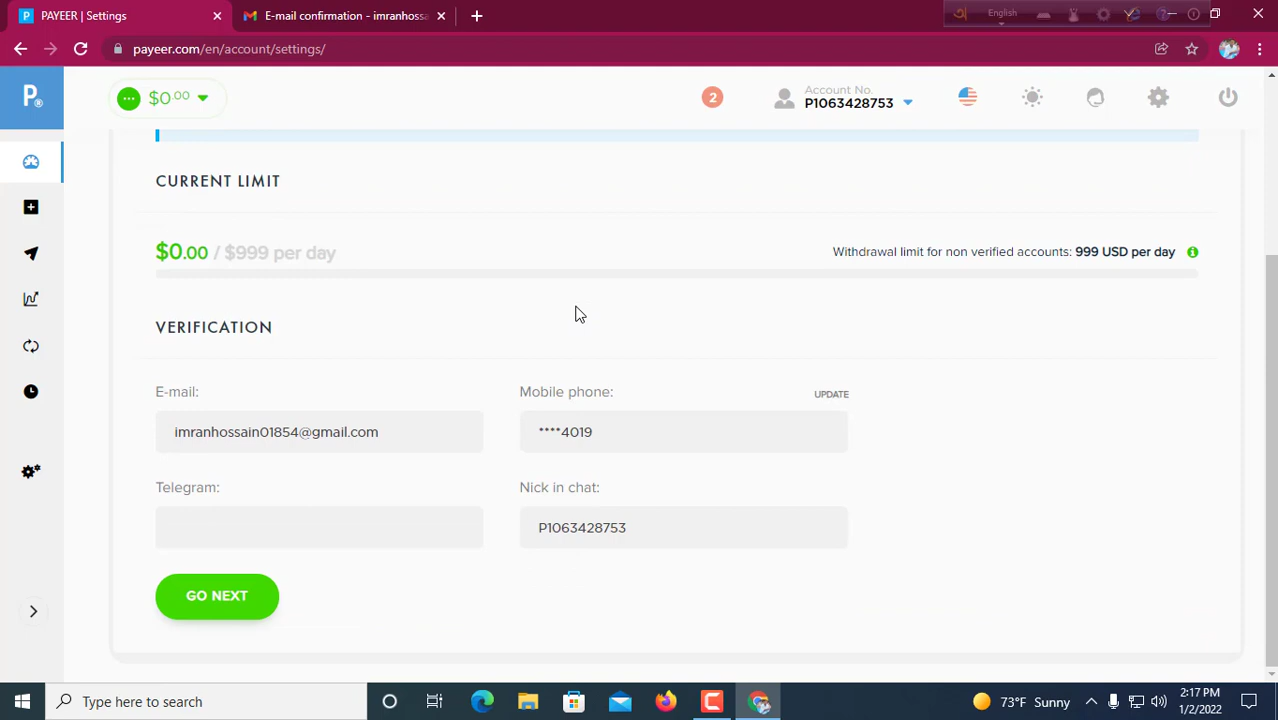 PAYEER | Settings
E-mail confirmation - imranhossa
English
payeer.com/en/account/settings/
P®
$0.00
2
Account No.
P1063428753
CURRENT LIMIT
$0.00 / $999 per day
Withdrawal limit for non verified accounts: 999 USD per day
VERIFICATION
E-mail:
Mobile phone:
UPDATE
imranhossain01854@gmail.com
****4019
Telegram:
Nick in chat:
P1063428753
GO NEXT
Type here to search
73°F Sunny
2:17 PM
1/2/2022